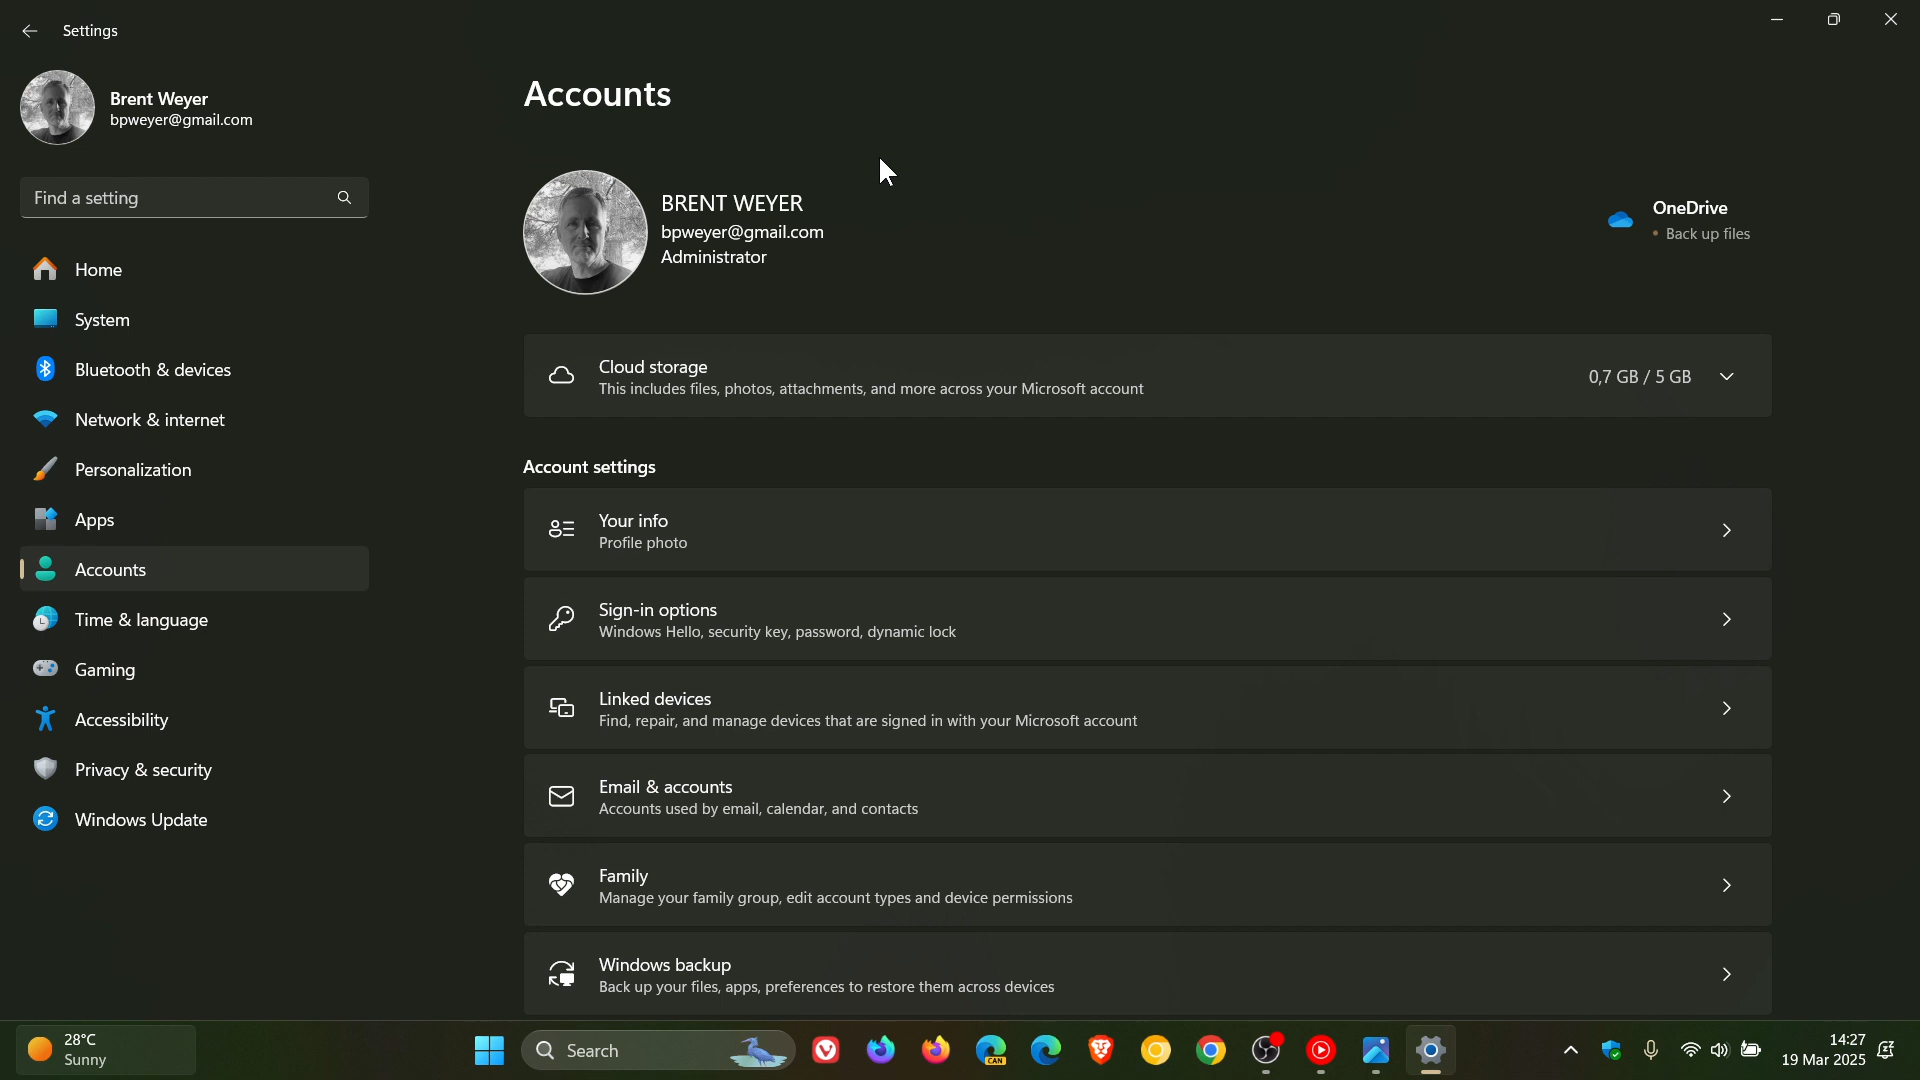 Settings
Brent Weyer
bpweyer@gmail.com
Find a setting
Home
System
Bluetooth & devices
Network & internet
Personalization
Apps
Accounts
Time & language
Gaming
Accessibility
Privacy & security
Windows Update
Accounts
BRENT WEYER
bpweyer@gmail.com
Administrator
OneDrive
• Back up files
Cloud storage
This includes files, photos, attachments, and more across your Microsoft account
0,7 GB / 5 GB
Account settings
Your info
Profile photo
Sign-in options
Windows Hello, security key, password, dynamic lock
Linked devices
Find, repair, and manage devices that are signed in with your Microsoft account
Email & accounts
Accounts used by email, calendar, and contacts
Family
Manage your family group, edit account types and device permissions
Windows backup
Back up your files, apps, preferences to restore them across devices
28°C
Sunny
Search
CAN
14:27
19 Mar 2025